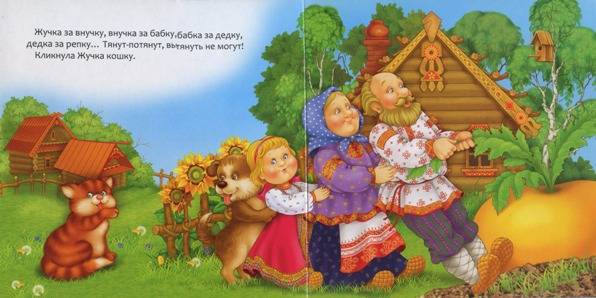 Жучка за внучку, внучка за бабку, бабка за дедку,
дедка за репку... Тянут-потянут, вытянуть не могут!
Кликнула Жучка кошку.